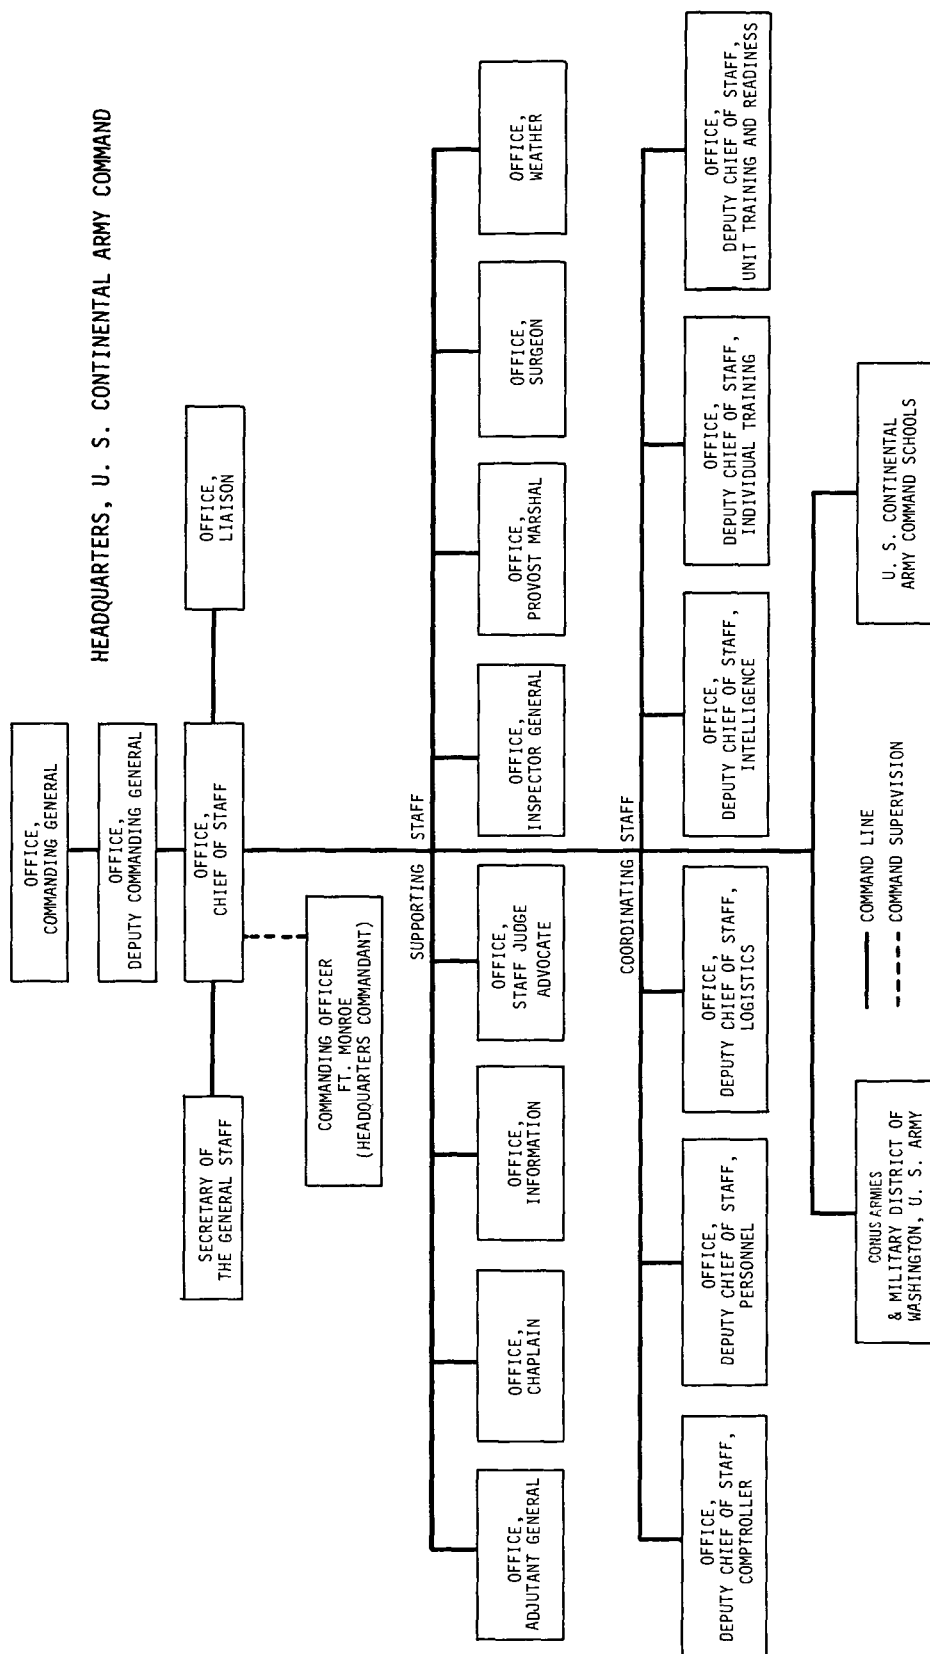 HEADQUARTERS, U. S. CONTINENTAL ARMY COMMAND
OFFICE,
COMMANDING GENERAL
OFFICE,
DEPUTY COMMANDING GENERAL
SECRETARY OF
THE GENERAL STAFF
OFFICE,
CHIEF OF STAFF
OFFICE,
LIAISON
COMMANDING OFFICER
FT. MONROE
(HEADQUARTERS COMMANDANT)
SUPPORTING STAFF
OFFICE,
ADJUTANT GENERAL
OFFICE,
CHAPLAIN
OFFICE,
INFORMATION
OFFICE,
STAFF JUDGE
ADVOCATE
OFFICE,
INSPECTOR GENERAL
OFFICE,
PROVOST MARSHAL
OFFICE,
SURGEON
OFFICE,
WEATHER
COORDINATING STAFF
OFFICE,
DEPUTY CHIEF OF STAFF,
COMPTROLLER
OFFICE,
DEPUTY CHIEF OF STAFF,
PERSONNEL
OFFICE,
DEPUTY CHIEF OF STAFF,
LOGISTICS
OFFICE,
DEPUTY CHIEF OF STAFF,
INTELLIGENCE
OFFICE,
DEPUTY CHIEF OF STAFF,
INDIVIDUAL TRAINING
OFFICE,
DEPUTY CHIEF OF STAFF,
UNIT TRAINING AND READINESS
CONUS ARMIES
& MILITARY DISTRICT OF
WASHINGTON, U. S. ARMY
COMMAND LINE
COMMAND SUPERVISION
U. S. CONTINENTAL
ARMY COMMAND SCHOOLS